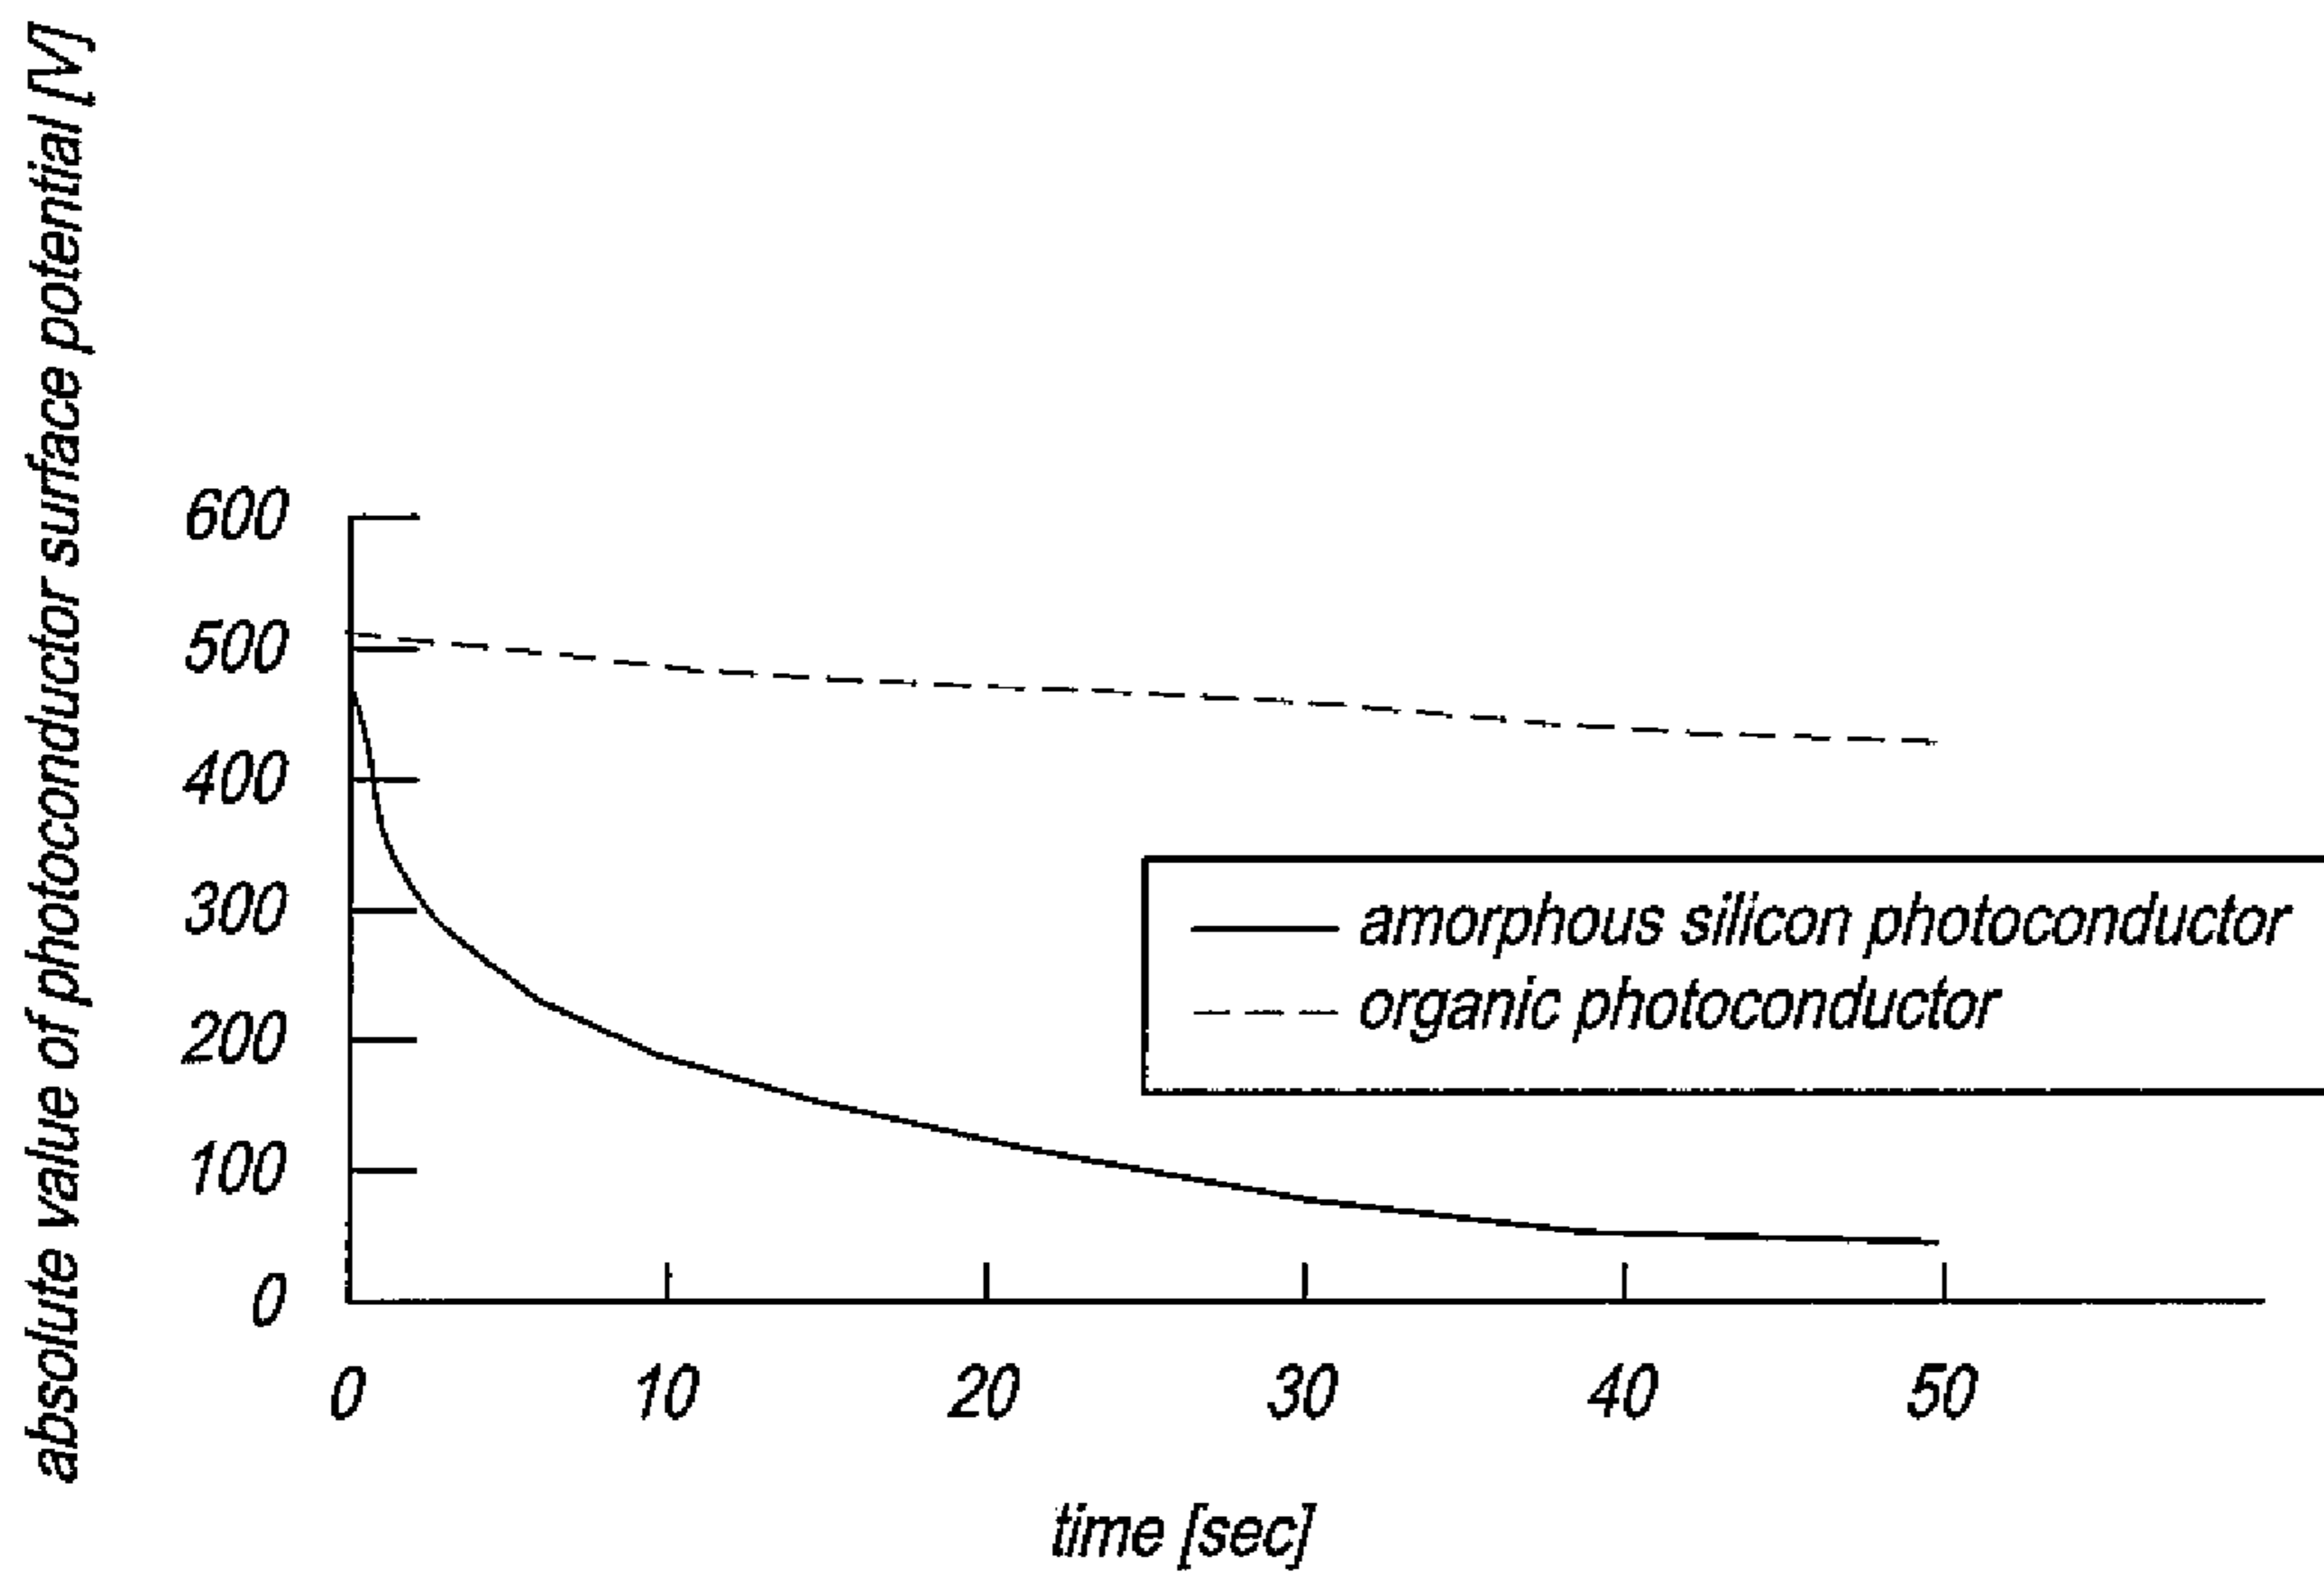 absolute value of photoconductor surface potential [V]
600
500
400
300
200
100
0
amorphous silicon photoconductor
organic photoconductor
0 10 20 30 40 50
time [sec]